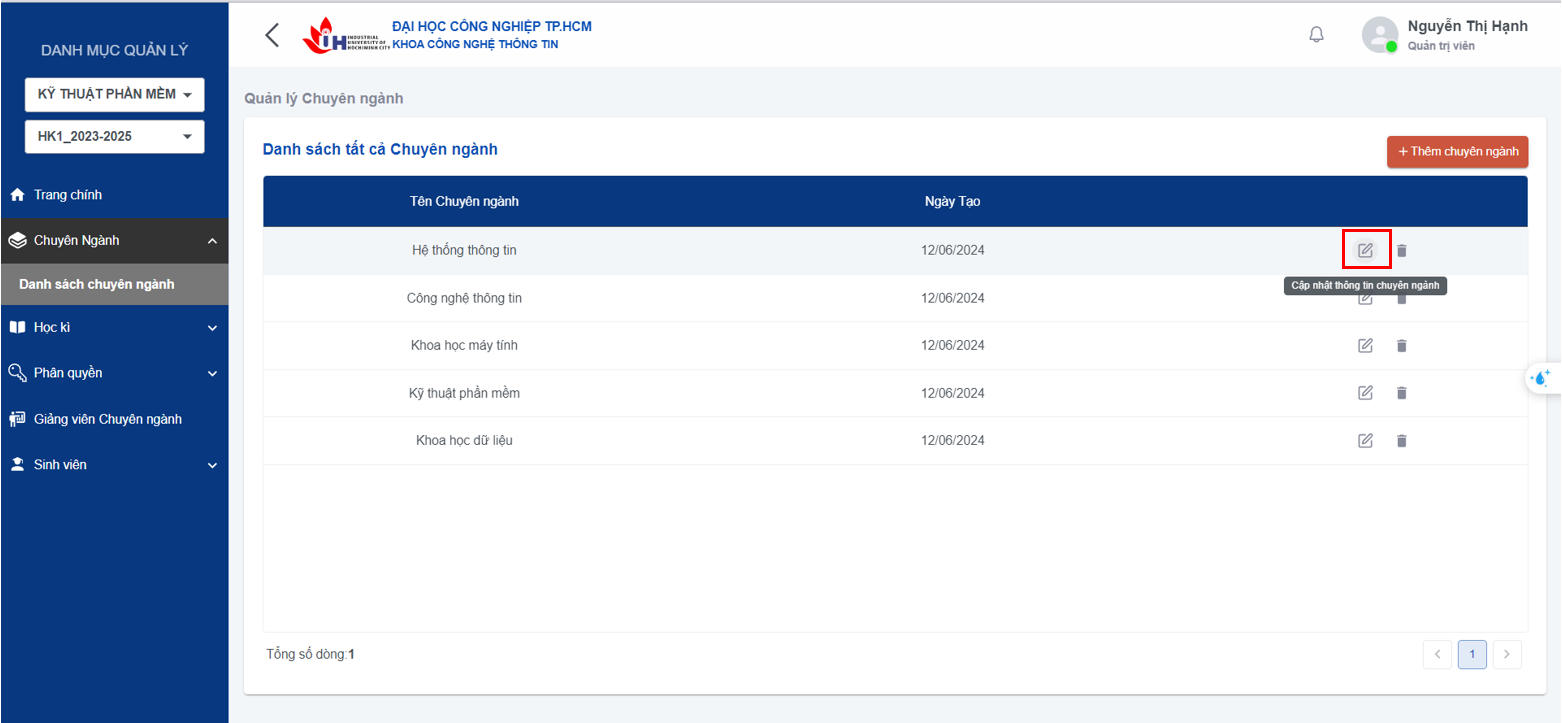 DANH MỤC QUẢN LÝ
KỸ THUẬT PHẦN MỀM
HK1_2023-2025
Trang chính
Chuyên Ngành
Danh sách chuyên ngành
Học kì
Phân quyền
Giảng viên Chuyên ngành
Sinh viên
INDUSTRIAL
UNIVERSITY OF
HOCHIMINH CITY
ĐẠI HỌC CÔNG NGHIỆP TP.HCM
KHOA CÔNG NGHỆ THÔNG TIN
Nguyễn Thị Hạnh
Quản trị viên
Quản lý Chuyên ngành
Danh sách tất cả Chuyên ngành
+ Thêm chuyên ngành
Tên Chuyên ngành Ngày Tạo
Hệ thống thông tin 12/06/2024
Cập nhật thông tin chuyên ngành
Công nghệ thông tin 12/06/2024
Khoa học máy tính 12/06/2024
Kỹ thuật phần mềm 12/06/2024
Khoa học dữ liệu 12/06/2024
Tổng số dòng:1
1